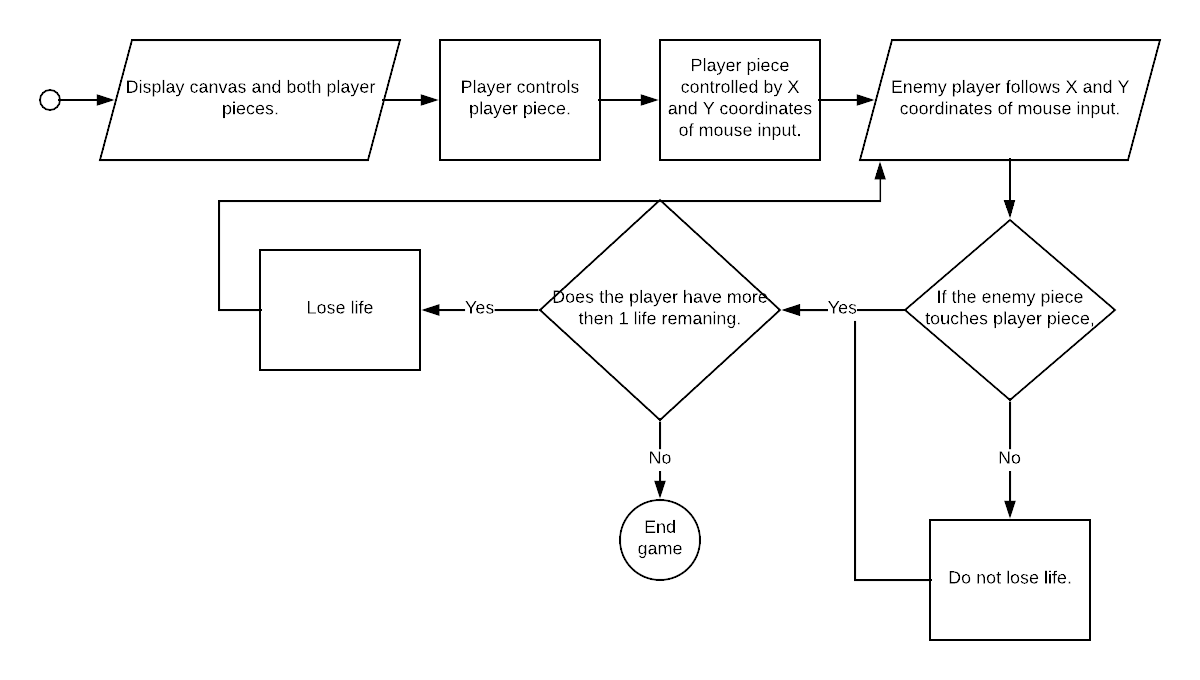 Display canvas and both player
pieces.
Player controls
player piece.
Player piece
controlled by X
and Y coordinates
of mouse input.
Enemy player follows X and Y
coordinates of mouse input.
Lose life
Yes
Does the player have more
then 1 life remaning.
Yes
If the enemy piece
touches player piece,
No
No
End
game
Do not lose life.